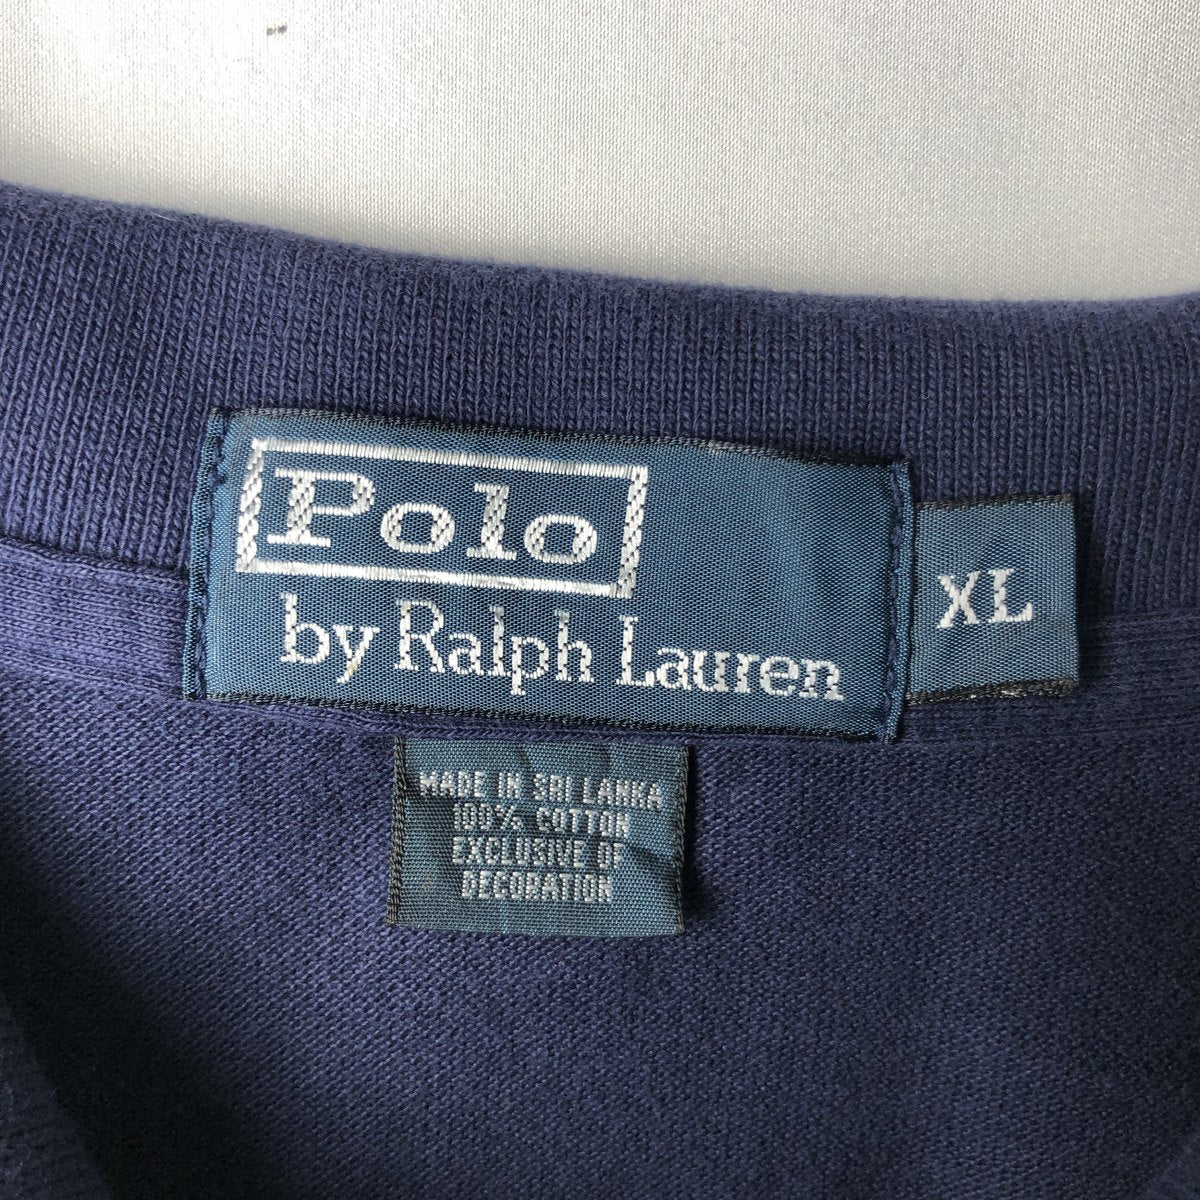 Polo
by Ralph Lauren
XL
MADE IN SRI LANKA
100% COTTON
EXCLUSIVE OF
DECORATION